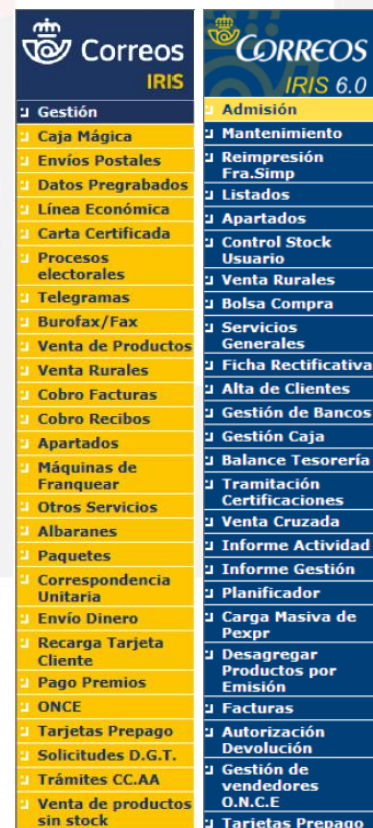 Correos
IRIS
Gestión
Caja Mágica
Envíos Postales
Datos Pregrabados
Línea Económica
Carta Certificada
Procesos
electorales
Telegramas
Burofax/Fax
Venta de Productos
Venta Rurales
Cobro Facturas
Cobro Recibos
Apartados
Máquinas de
Franquear
Otros Servicios
Albaranes
Paquetes
Correspondencia
Unitaria
Envío Dinero
Recarga Tarjeta
Cliente
Pago Premios
ONCE
Tarjetas Prepago
Solicitudes D.G.T.
Trámites CC.AA
Venta de productos
sin stock
CORREOS
IRIS 6.0
Admisión
Mantenimiento
Reimpresión
Fra.Simp
Listados
Apartados
Control Stock
Usuario
Venta Rurales
Bolsa Compra
Servicios
Generales
Ficha Rectificativa
Alta de Clientes
Gestión de Bancos
Gestión Caja
Balance Tesorería
Tramitación
Certificaciones
Venta Cruzada
Informe Actividad
Informe Gestión
Planificador
Carga Masiva de
Pexpr
Desagregar
Productos por
Emisión
Facturas
Autorización
Devolución
Gestión de
vendedores
O.N.C.E
Tarjetas Prepago